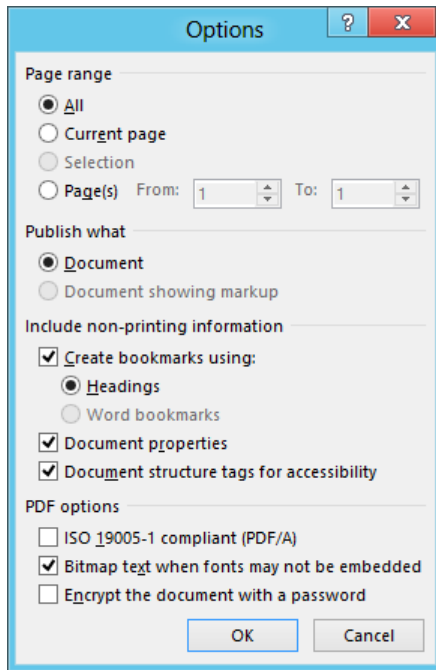 Options ? x
Page range
All
Current page
Selection
Page(s) From: 1 To: 1
Publish what
Document
Document showing markup
Include non-printing information
Create bookmarks using:
Headings
Word bookmarks
Document properties
Document structure tags for accessibility
PDF options
ISO 19005-1 compliant (PDF/A)
Bitmap text when fonts may not be embedded
Encrypt the document with a password
OK Cancel